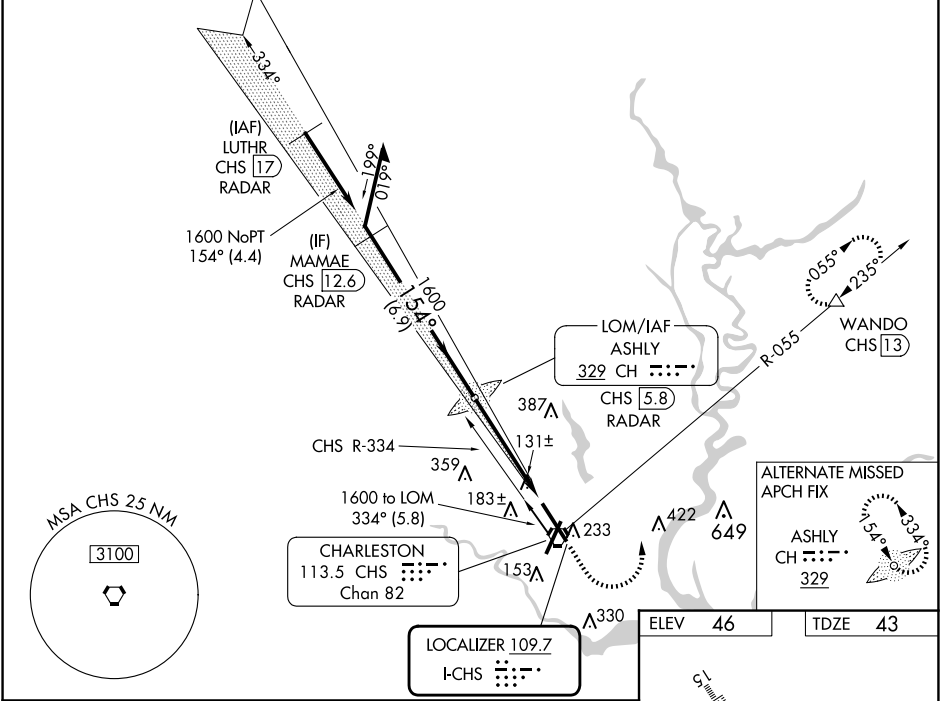 334°
(IAF)
LUTHR
CHS 17
RADAR
199°
019°
1600 NoPT
154° (4.4)
(IF)
MAMAE
CHS 12.6
RADAR
1600
154°
(6.9)
055°
235°
WANDO
CHS 13
R-055
LOM/IAF
ASHLY
329 CH
CHS 5.8
RADAR
387
131±
CHS R-334
359
183±
1600 to LOM
334° (5.8)
233
422
649
153
330
CHARLESTON
113.5 CHS
Chan 82
LOCALIZER 109.7
I-CHS
MSA CHS 25 NM
3100
ALTERNATE MISSED
APCH FIX
ASHLY
CH
329
154°
334°
ELEV 46
TDZE 43
15